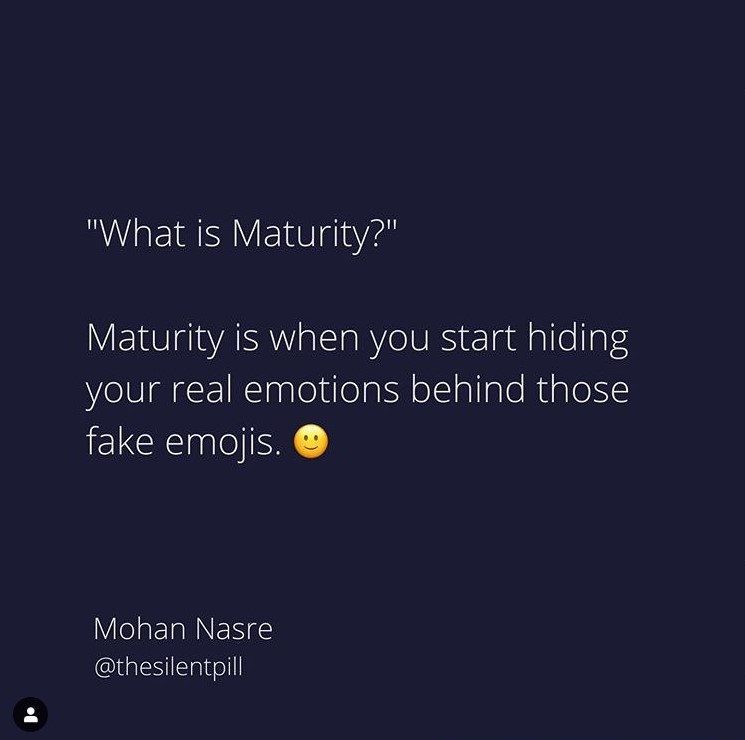 "What is Maturity?"
Maturity is when you start hiding
your real emotions behind those
fake emojis. 🙂
Mohan Nasre
@thesilentpill